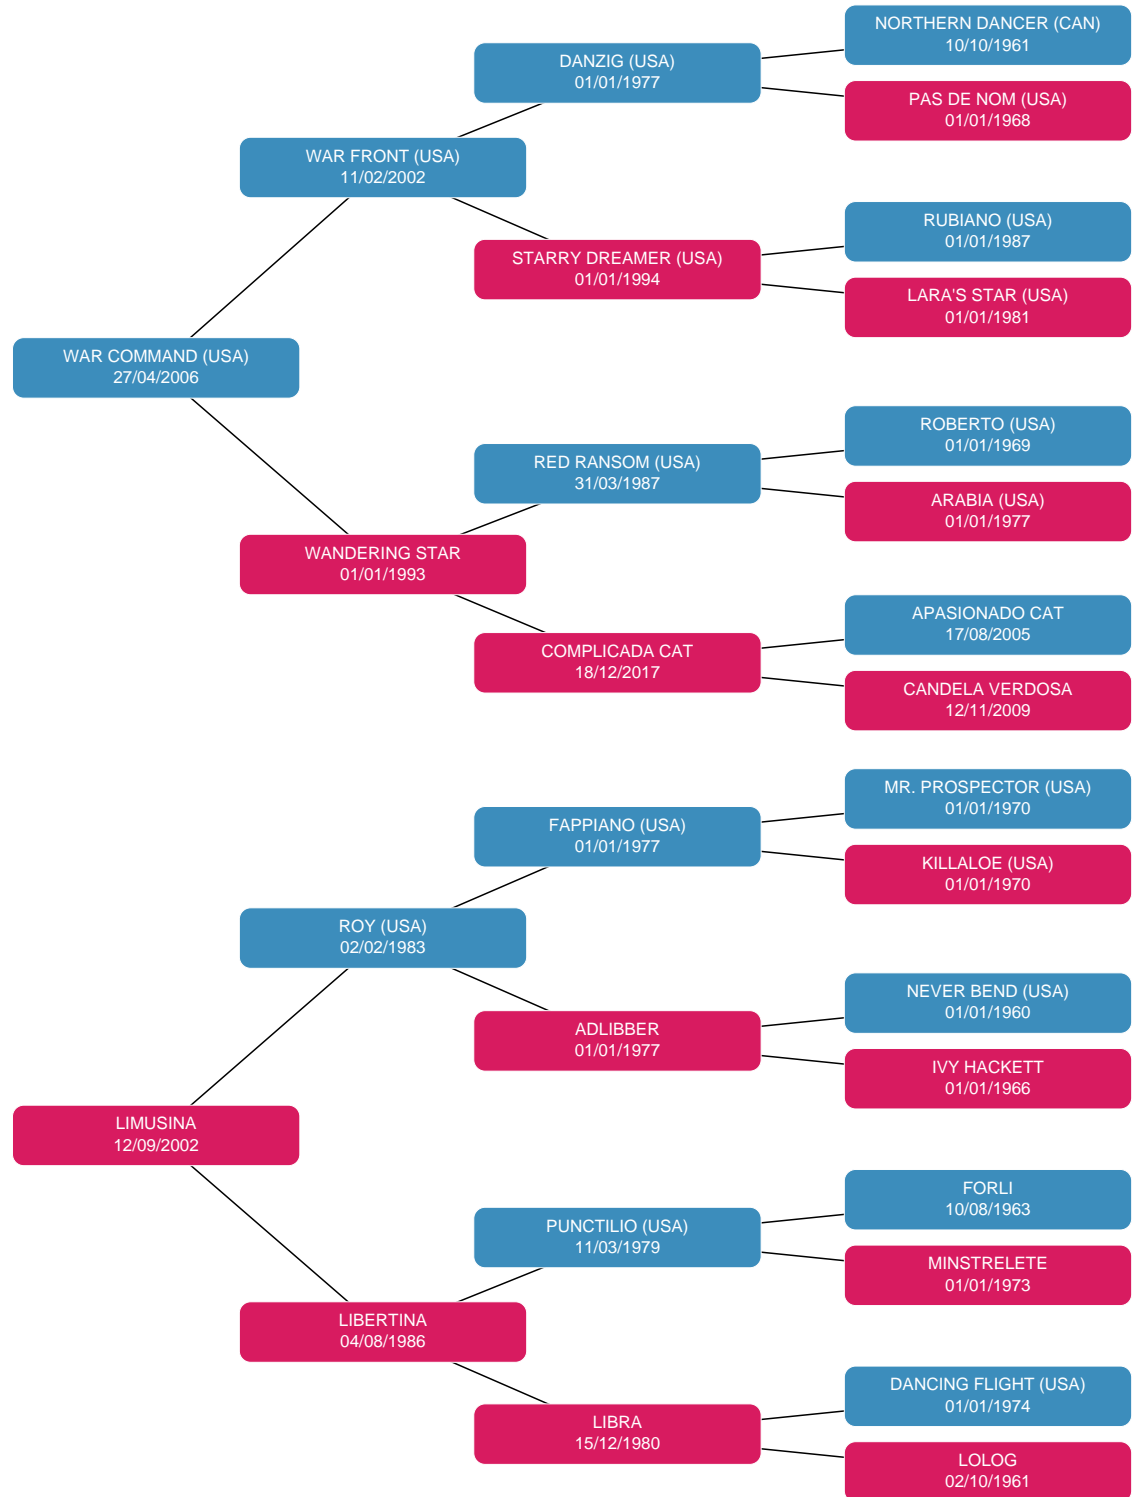 NORTHERN DANCER (CAN)
10/10/1961
DANZIG (USA)
01/01/1977
PAS DE NOM (USA)
01/01/1968
WAR FRONT (USA)
11/02/2002
RUBIANO (USA)
01/01/1987
STARRY DREAMER (USA)
01/01/1994
LARA'S STAR (USA)
01/01/1981
WAR COMMAND (USA)
27/04/2006
ROBERTO (USA)
01/01/1969
RED RANSOM (USA)
31/03/1987
ARABIA (USA)
01/01/1977
WANDERING STAR
01/01/1993
APASIONADO CAT
17/08/2005
COMPLICADA CAT
18/12/2017
CANDELA VERDOSA
12/11/2009
MR. PROSPECTOR (USA)
01/01/1970
FAPPIANO (USA)
01/01/1977
KILLALOE (USA)
01/01/1970
ROY (USA)
02/02/1983
NEVER BEND (USA)
01/01/1960
ADLIBBER
01/01/1977
IVY HACKETT
01/01/1966
LIMUSINA
12/09/2002
FORLI
10/08/1963
PUNCTILIO (USA)
11/03/1979
MINSTRELETE
01/01/1973
LIBERTINA
04/08/1986
DANCING FLIGHT (USA)
01/01/1974
LIBRA
15/12/1980
LOLOG
02/10/1961